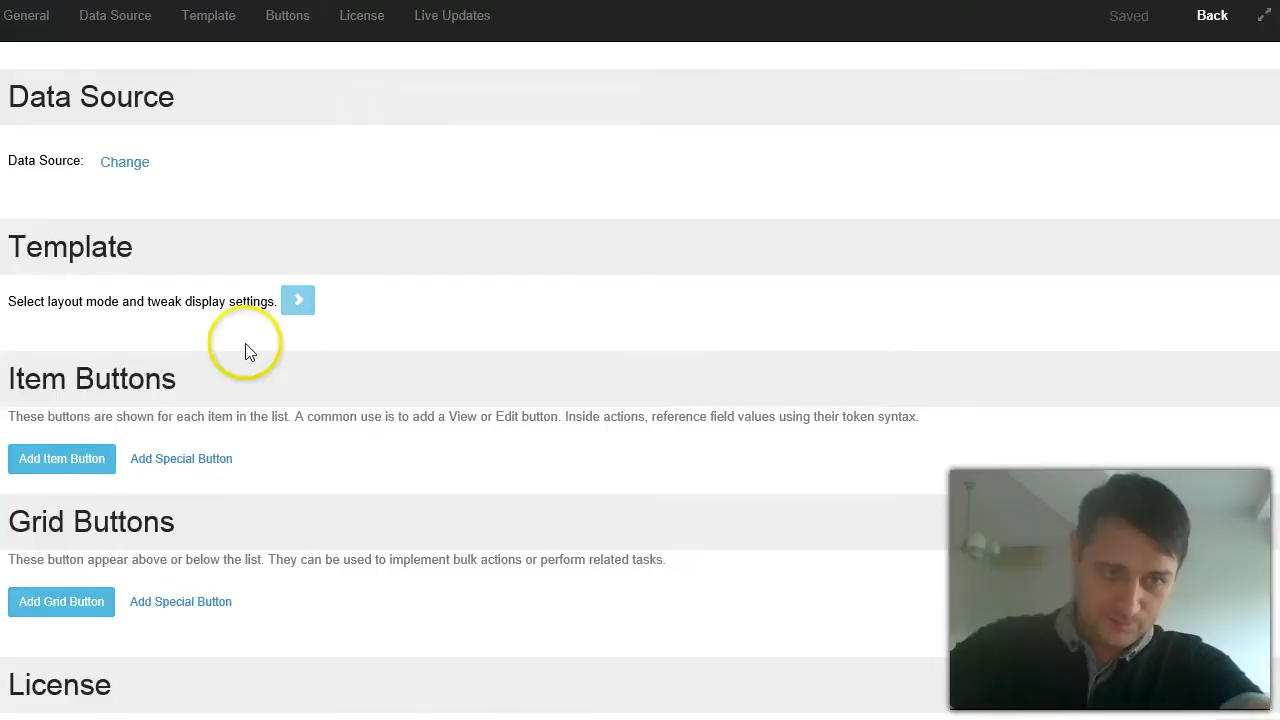 General Data Source Template Buttons License Live Updates Saved Back
Data Source
Data Source: Change
Template
Select layout mode and tweak display settings.
Item Buttons
These buttons are shown for each item in the list. A common use is to add a View or Edit button. Inside actions, reference field values using their token syntax.
Add Item Button Add Special Button
Grid Buttons
These button appear above or below the list. They can be used to implement bulk actions or perform related tasks.
Add Grid Button Add Special Button
License